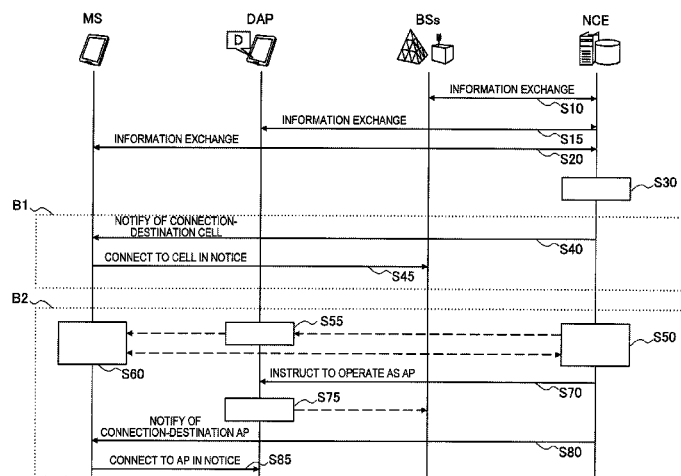 MS DAP BSs NCE
D
INFORMATION EXCHANGE
S10
INFORMATION EXCHANGE
S15
INFORMATION EXCHANGE
S20
S30
B1
NOTIFY OF CONNECTION-
DESTINATION CELL
S40
CONNECT TO CELL IN NOTICE
S45
B2
S55
S50
S60
INSTRUCT TO OPERATE AS AP
S70
S75
NOTIFY OF
CONNECTION-DESTINATION AP
S80
CONNECT TO AP IN NOTICE
S85